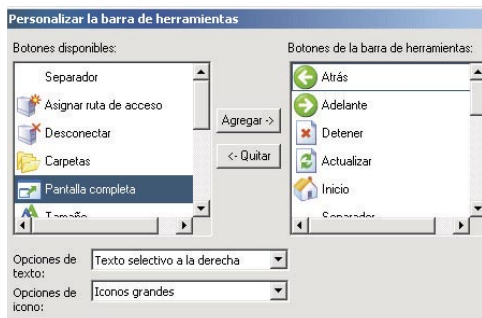 Personalizar la barra de herramientas
Botones disponibles:
Separador
Asignar ruta de acceso
Desconectar
Carpetas
Pantalla completa
Tamaño
Agregar ->
<- Quitar
Botones de la barra de herramientas:
Atrás
Adelante
Detener
Actualizar
Inicio
Separador
Opciones de texto:
Texto selectivo a la derecha
Opciones de icono:
Iconos grandes